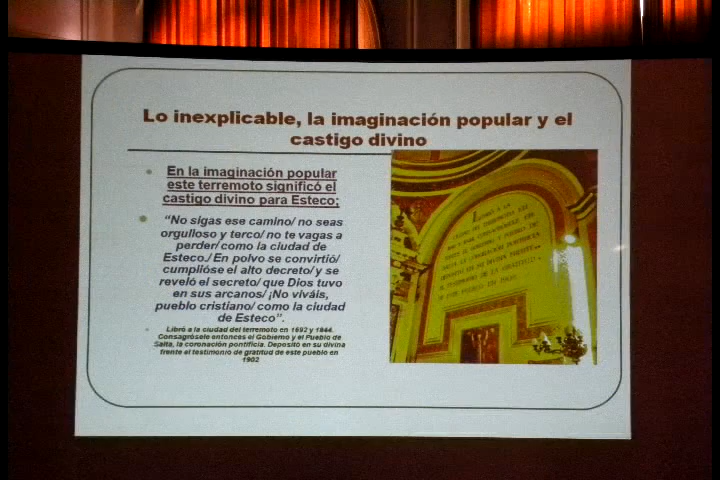 Lo inexplicable, la imaginación popular y el
castigo divino
En la imaginación popular
este terremoto significó el
castigo divino para Esteco;
“No sigas ese camino/ no seas
orgulloso y terco/ no te vagas a
perder/ como la ciudad de
Esteco./ En polvo se convirtió/
cumplióse el alto decreto/ y se
reveló el secreto/ que Dios tuvo
en sus arcanos/ ¡No viváis,
pueblo cristiano/ como la ciudad
de Esteco”.
Libró a la ciudad del terremoto en 1692 y 1844.
Consagrósele entonces el Gobierno y el Pueblo de
Salta, la coronación pontificia. Depositó en su divina
frente el testimonio de gratitud de este pueblo en
1902